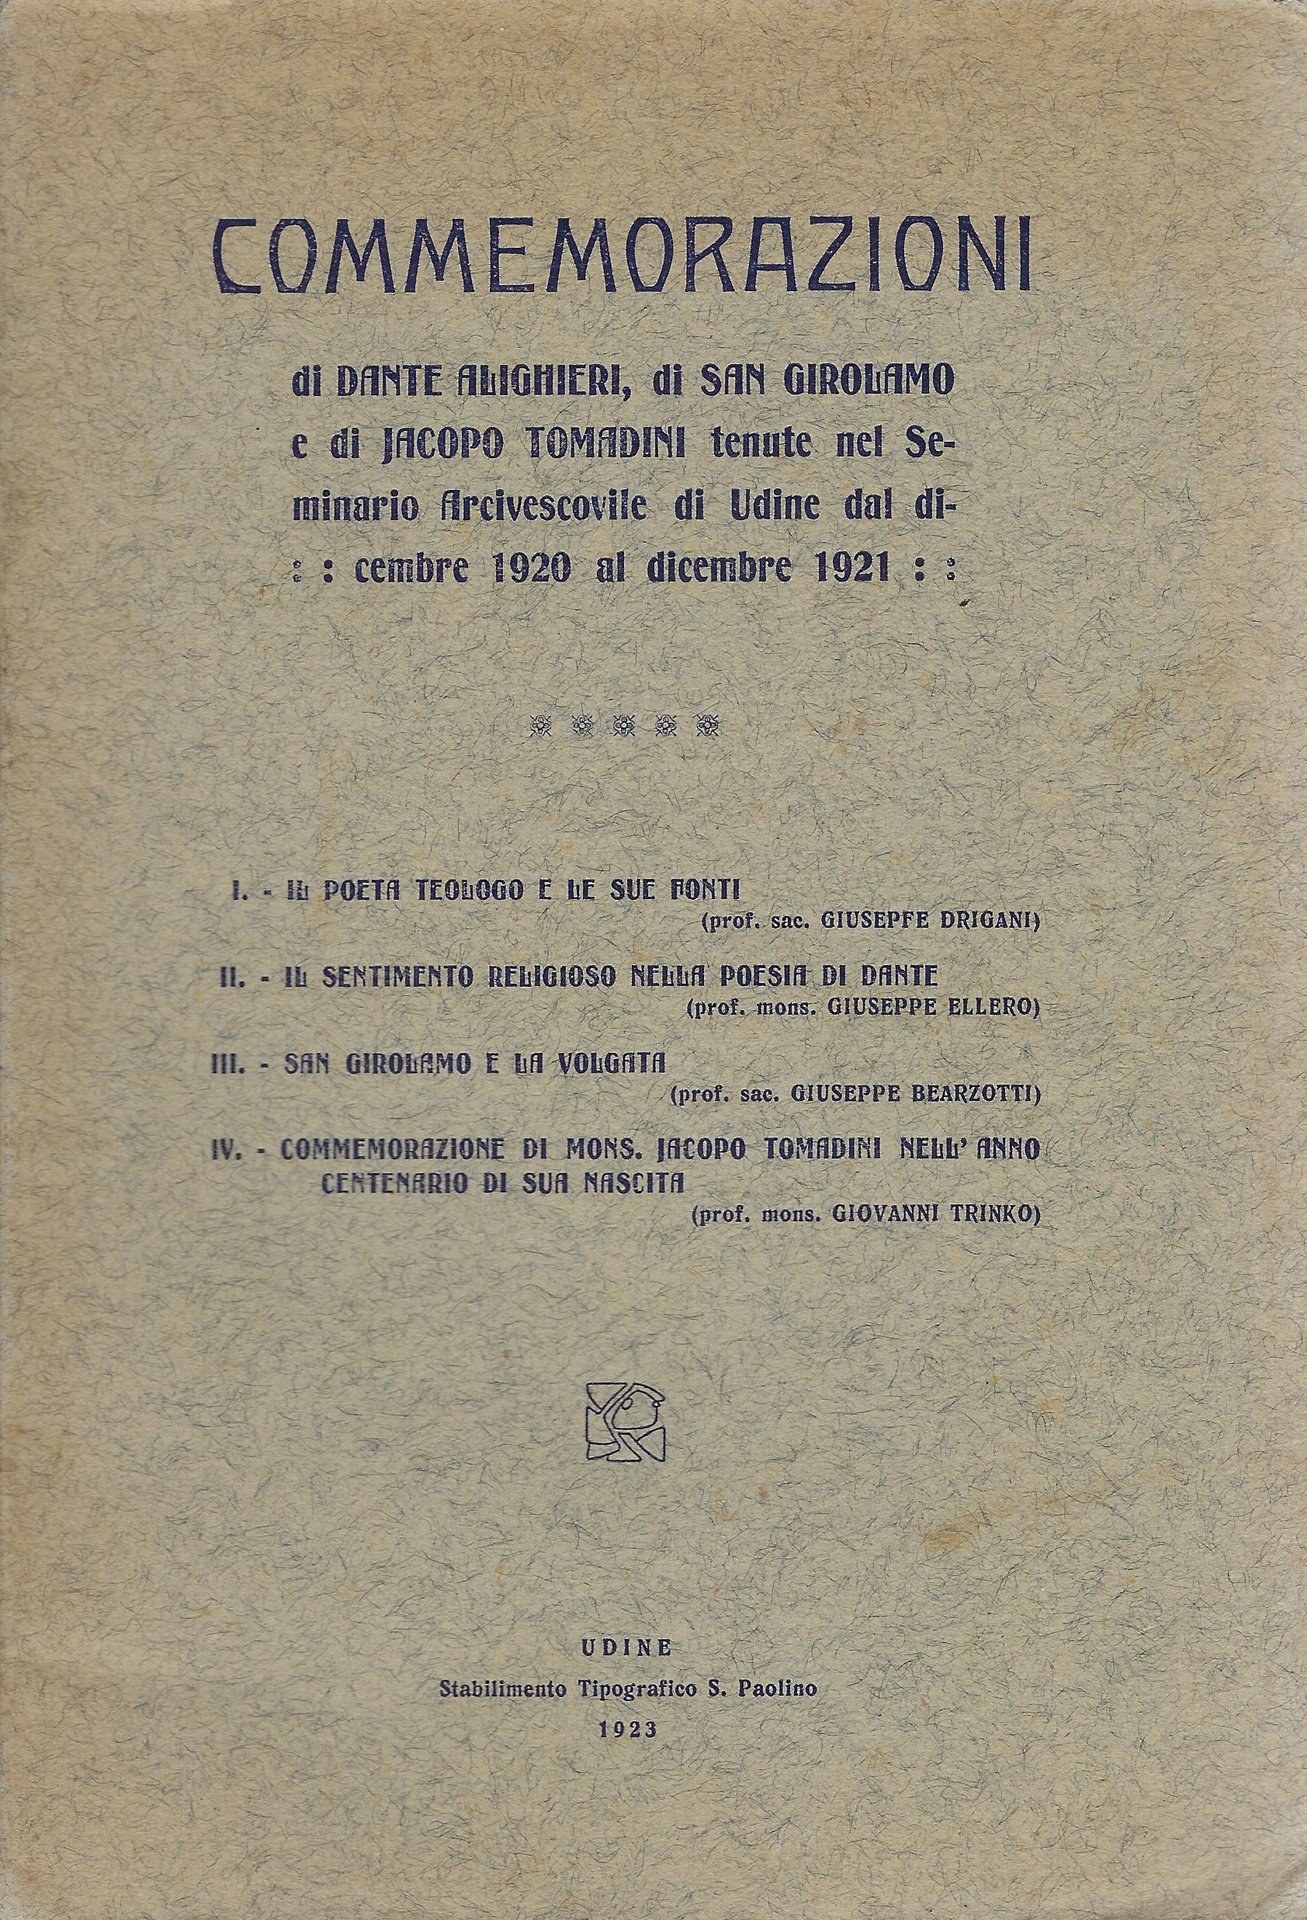 COMMEMORAZIONI
di DANTE ALIGHIERI, di SAN GIROLAMO
e di JACOPO TOMADINI tenute nel Se-
minario Arcivescovile di Udine dal di-
: : cembre 1920 al dicembre 1921 : :
I. - IL POETA TEOLOGO E LE SUE FONTI
(prof. sac. GIUSEPPE DRIGANI)
II. - IL SENTIMENTO RELIGIOSO NELLA POESIA DI DANTE
(prof. mons. GIUSEPPE ELLERO)
III. - SAN GIROLAMO E LA VOLGATA
(prof. sac. GIUSEPPE BEARZOTTI)
IV. - COMMEMORAZIONE DI MONS. JACOPO TOMADINI NELL' ANNO
CENTENARIO DI SUA NASCITA
(prof. mons. GIOVANNI TRINKO)
UDINE
Stabilimento Tipografico S. Paolino
1923